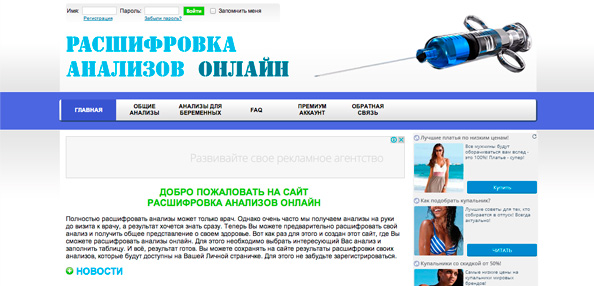 Имя: Пароль: Войти Запомнить меня
Регистрация Забыли пароль?
РАСШИФРОВКА
АНАЛИЗОВ ОНЛАЙН
ГЛАВНАЯ
ОБЩИЕ
АНАЛИЗЫ
АНАЛИЗЫ ДЛЯ
БЕРЕМЕННЫХ
FAQ
ПРЕМИУМ
АККАУНТ
ОБРАТНАЯ
СВЯЗЬ
Развивайте свое рекламное агентство
ДОБРО ПОЖАЛОВАТЬ НА САЙТ
РАСШИФРОВКА АНАЛИЗОВ ОНЛАЙН
Полностью расшифровать анализы может только врач. Однако очень часто мы получаем анализы на руки
до визита к врачу, а результат хочется знать сразу. Теперь Вы можете предварительно расшифровать свой
анализ и получить общее представление о своем здоровье. Вот как раз для этого и создан этот сайт, где Вы
сможете расшифровать анализы онлайн. Для этого необходимо выбрать интересующий Вас анализ и
заполнить таблицу. И всё, результат готов. Вы можете сохранять на сайте результаты расшифровки своих
анализов, которые будут доступны на Вашей Личной страничке. Для этого не забудьте зарегистрироваться.
НОВОСТИ
Лучшие платья по низким ценам!
Все мужчины будут
оборачиваться вам вслед -
это 100%! Платья - супер!
Купить
Как подобрать купальник?
Лучшие советы для тех, кто
собирается в отпуск! Всегда
актуально!
ЧИТАТЬ
Купальники со скидкой от 50%!
Самые низкие цены на
купальники мировых
брендов!